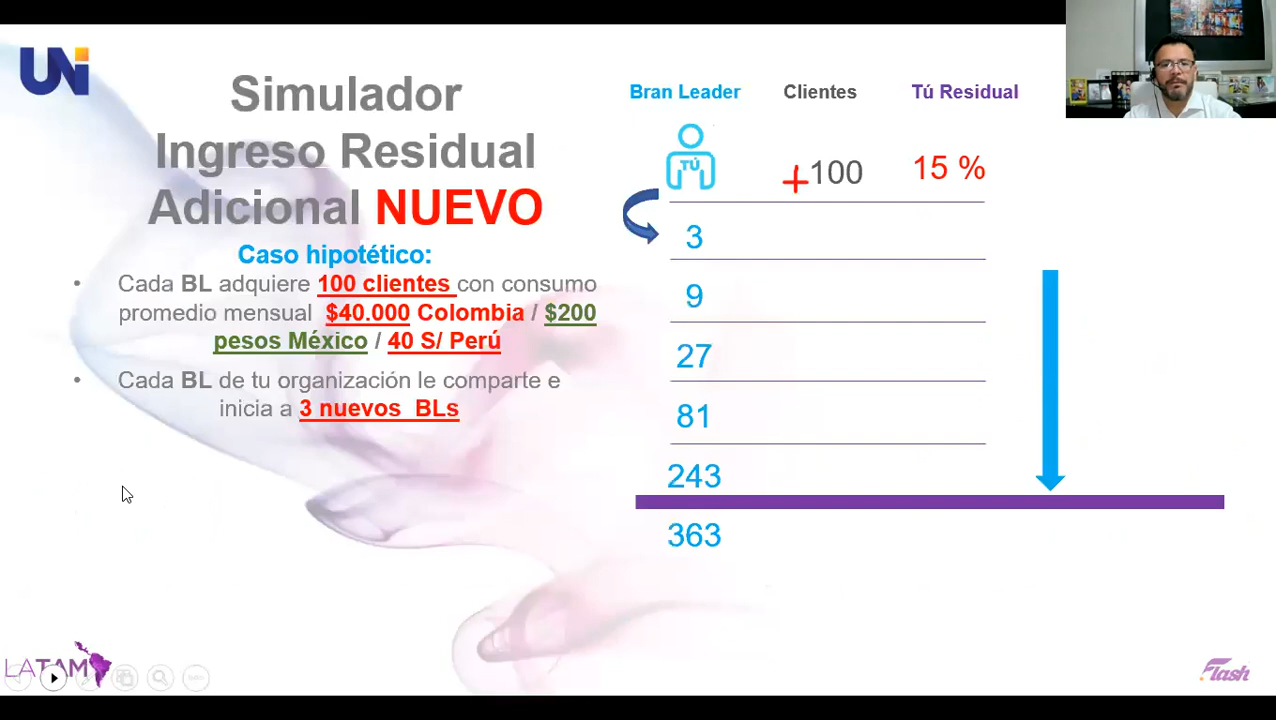 UNi
Simulador
Ingreso Residual
Adicional NUEVO
Caso hipotético:
• Cada BL adquiere 100 clientes con consumo
promedio mensual $40.000 Colombia / $200
pesos México / 40 S/ Perú
• Cada BL de tu organización le comparte e
inicia a 3 nuevos BLs
Bran Leader Clientes Tú Residual
TÚ +100 15 %
3
9
27
81
243
363
LATAM
Flash